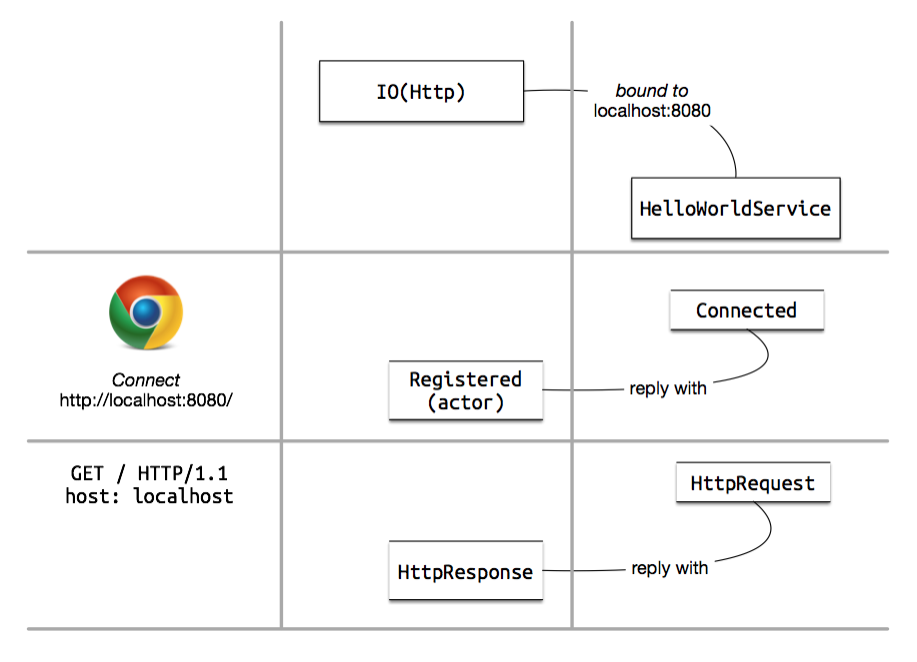 IO(Http)
bound to
localhost:8080
HelloWorldService
Connect
http://localhost:8080/
Connected
Registered
(actor)
reply with
GET / HTTP/1.1
host: localhost
HttpRequest
HttpResponse
reply with